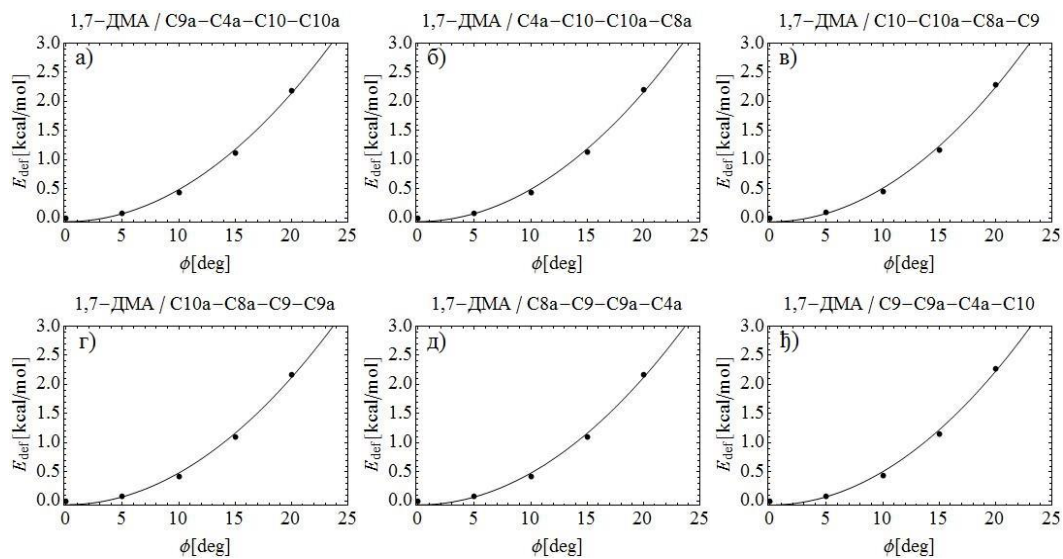 1,7−ДМА / C9a−C4a−C10−C10a
а)
E_def[kcal/mol]
3.0
2.5
2.0
1.5
1.0
0.5
0.0
0 5 10 15 20 25
ϕ[deg]
1,7−ДМА / C4a−C10−C10a−C8a
б)
E_def[kcal/mol]
3.0
2.5
2.0
1.5
1.0
0.5
0.0
0 5 10 15 20 25
ϕ[deg]
1,7−ДМА / C10−C10a−C8a−C9
в)
E_def[kcal/mol]
3.0
2.5
2.0
1.5
1.0
0.5
0.0
0 5 10 15 20 25
ϕ[deg]
1,7−ДМА / C10a−C8a−C9−C9a
г)
E_def[kcal/mol]
3.0
2.5
2.0
1.5
1.0
0.5
0.0
0 5 10 15 20 25
ϕ[deg]
1,7−ДМА / C8a−C9−C9a−C4a
д)
E_def[kcal/mol]
3.0
2.5
2.0
1.5
1.0
0.5
0.0
0 5 10 15 20 25
ϕ[deg]
1,7−ДМА / C9−C9a−C4a−C10
ђ)
E_def[kcal/mol]
3.0
2.5
2.0
1.5
1.0
0.5
0.0
0 5 10 15 20 25
ϕ[deg]